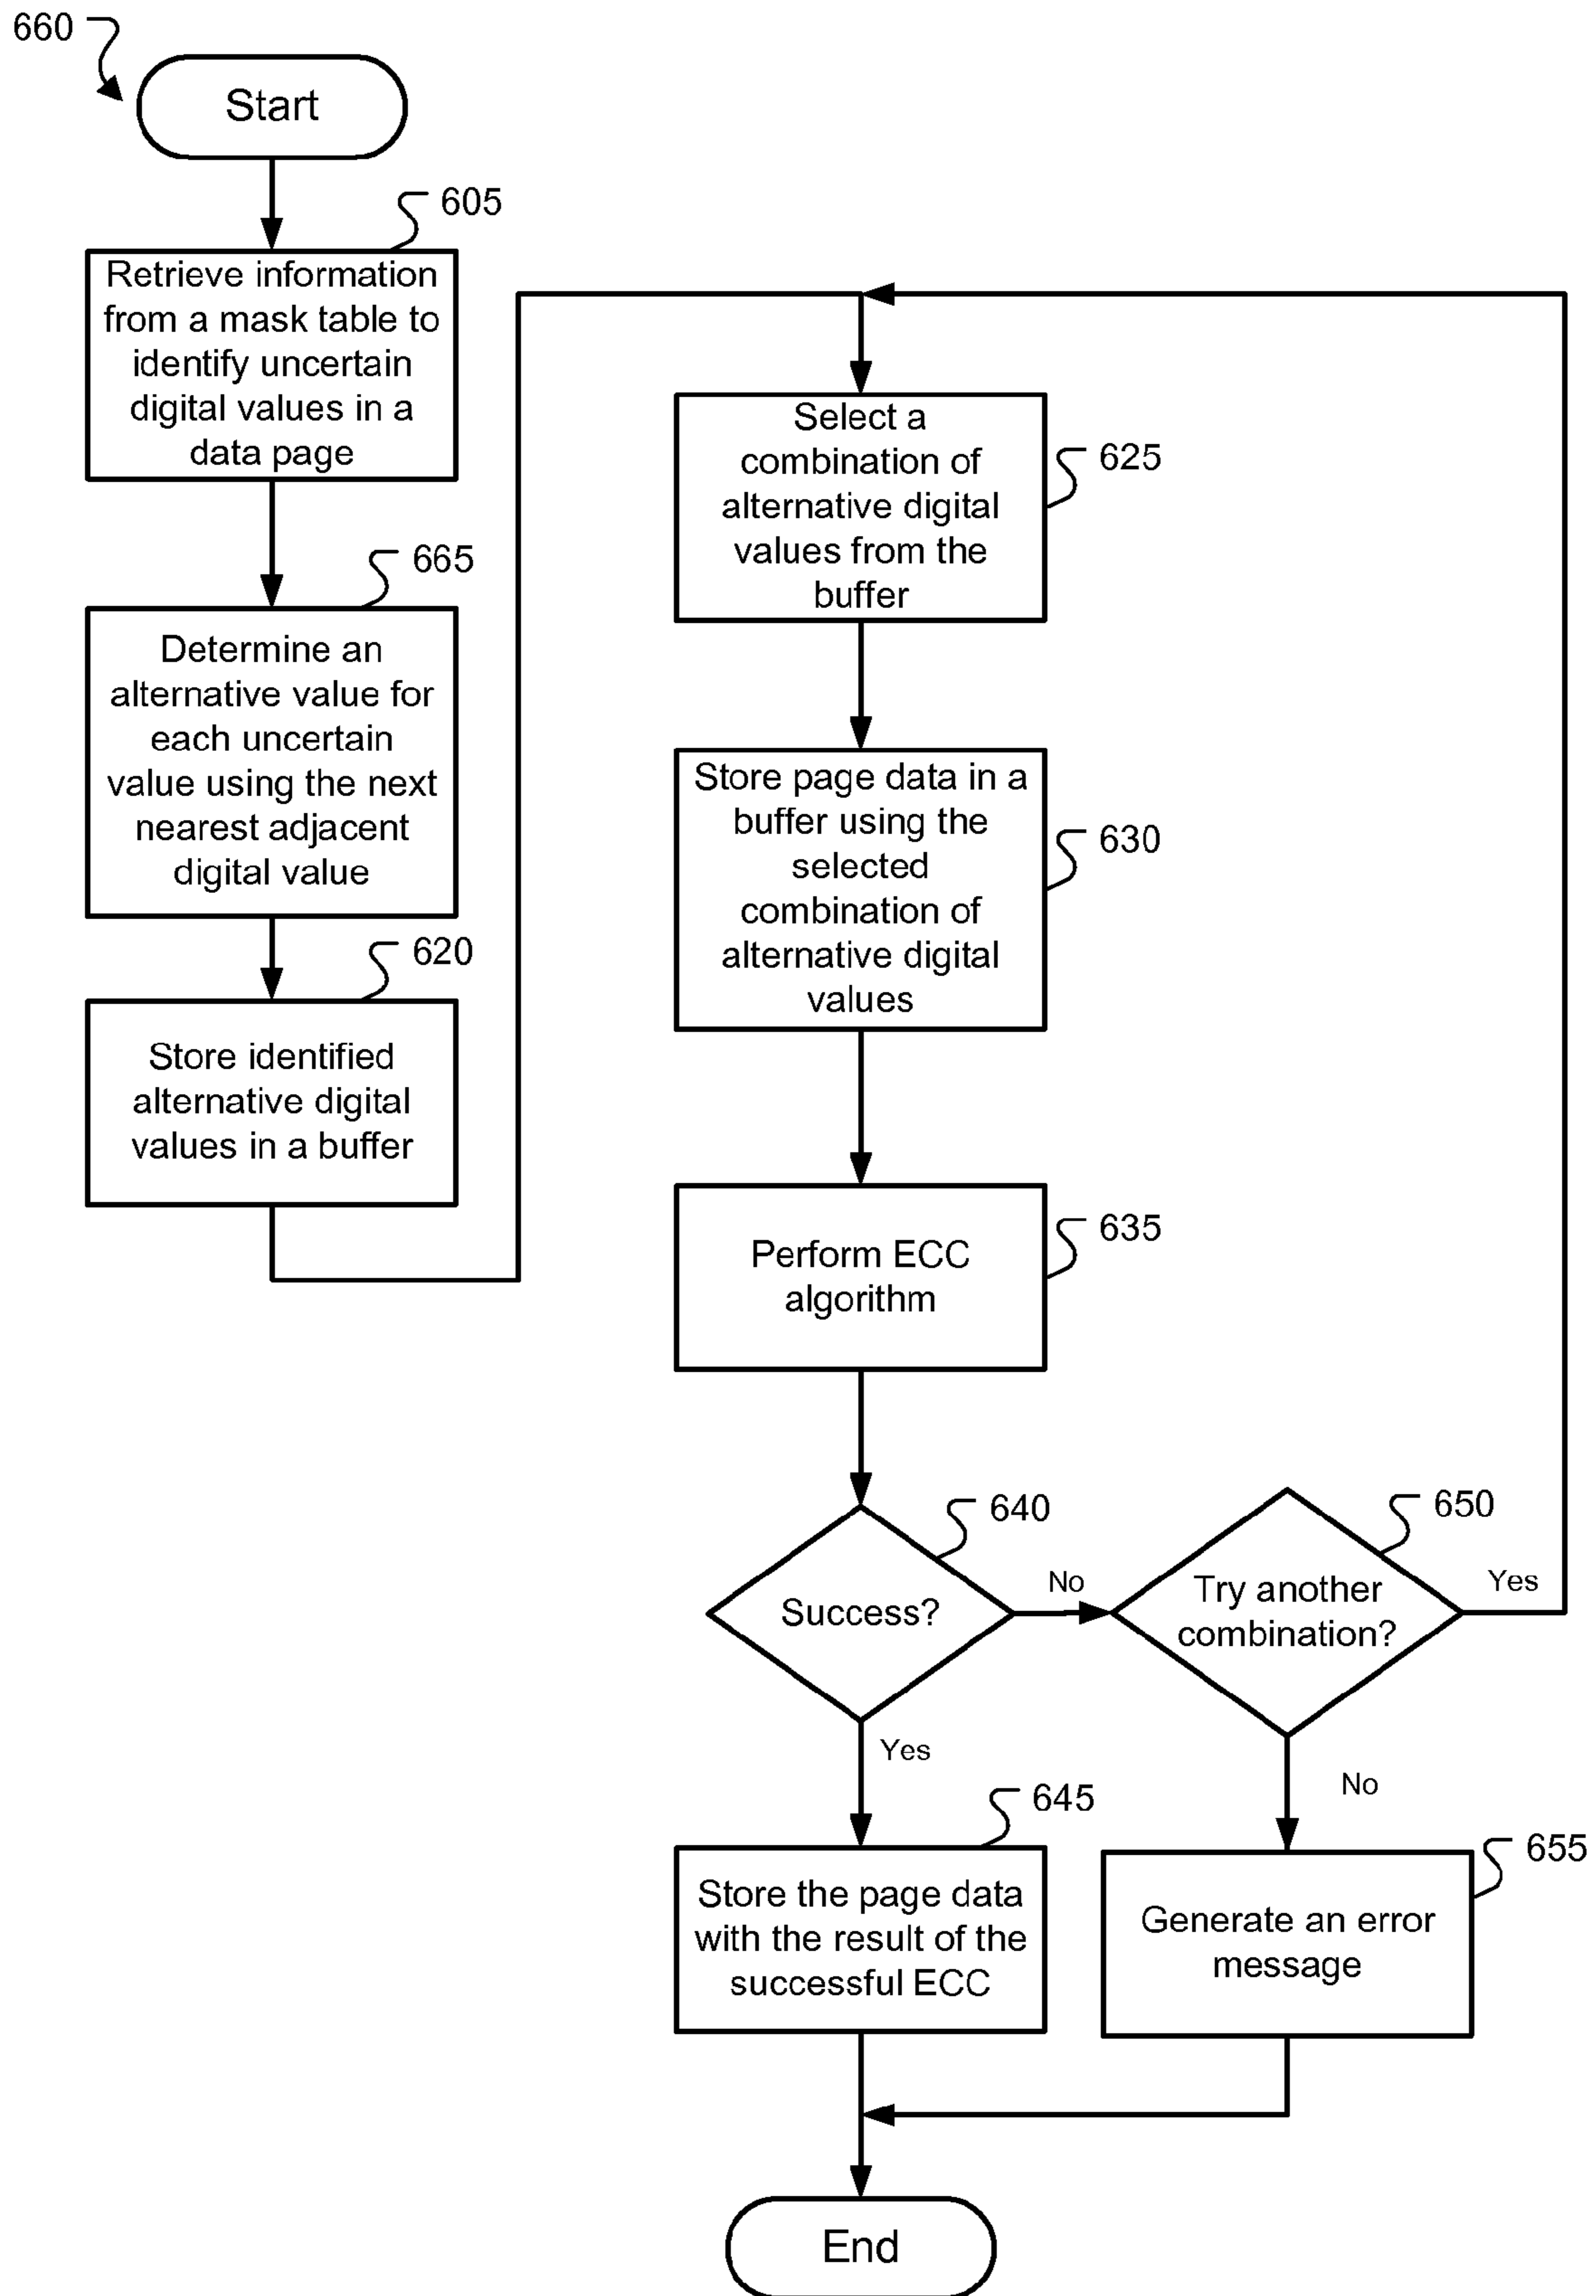 660
Start
605
Retrieve information
from a mask table to
identify uncertain
digital values in a
data page
665
Determine an
alternative value for
each uncertain
value using the next
nearest adjacent
digital value
620
Store identified
alternative digital
values in a buffer
Select a
combination of
alternative digital
values from the
buffer
625
Store page data in a
buffer using the
selected
combination of
alternative digital
values
630
Perform ECC
algorithm
635
640
Success?
No
Yes
650
Try another
combination?
Yes
No
645
Store the page data
with the result of the
successful ECC
655
Generate an error
message
End